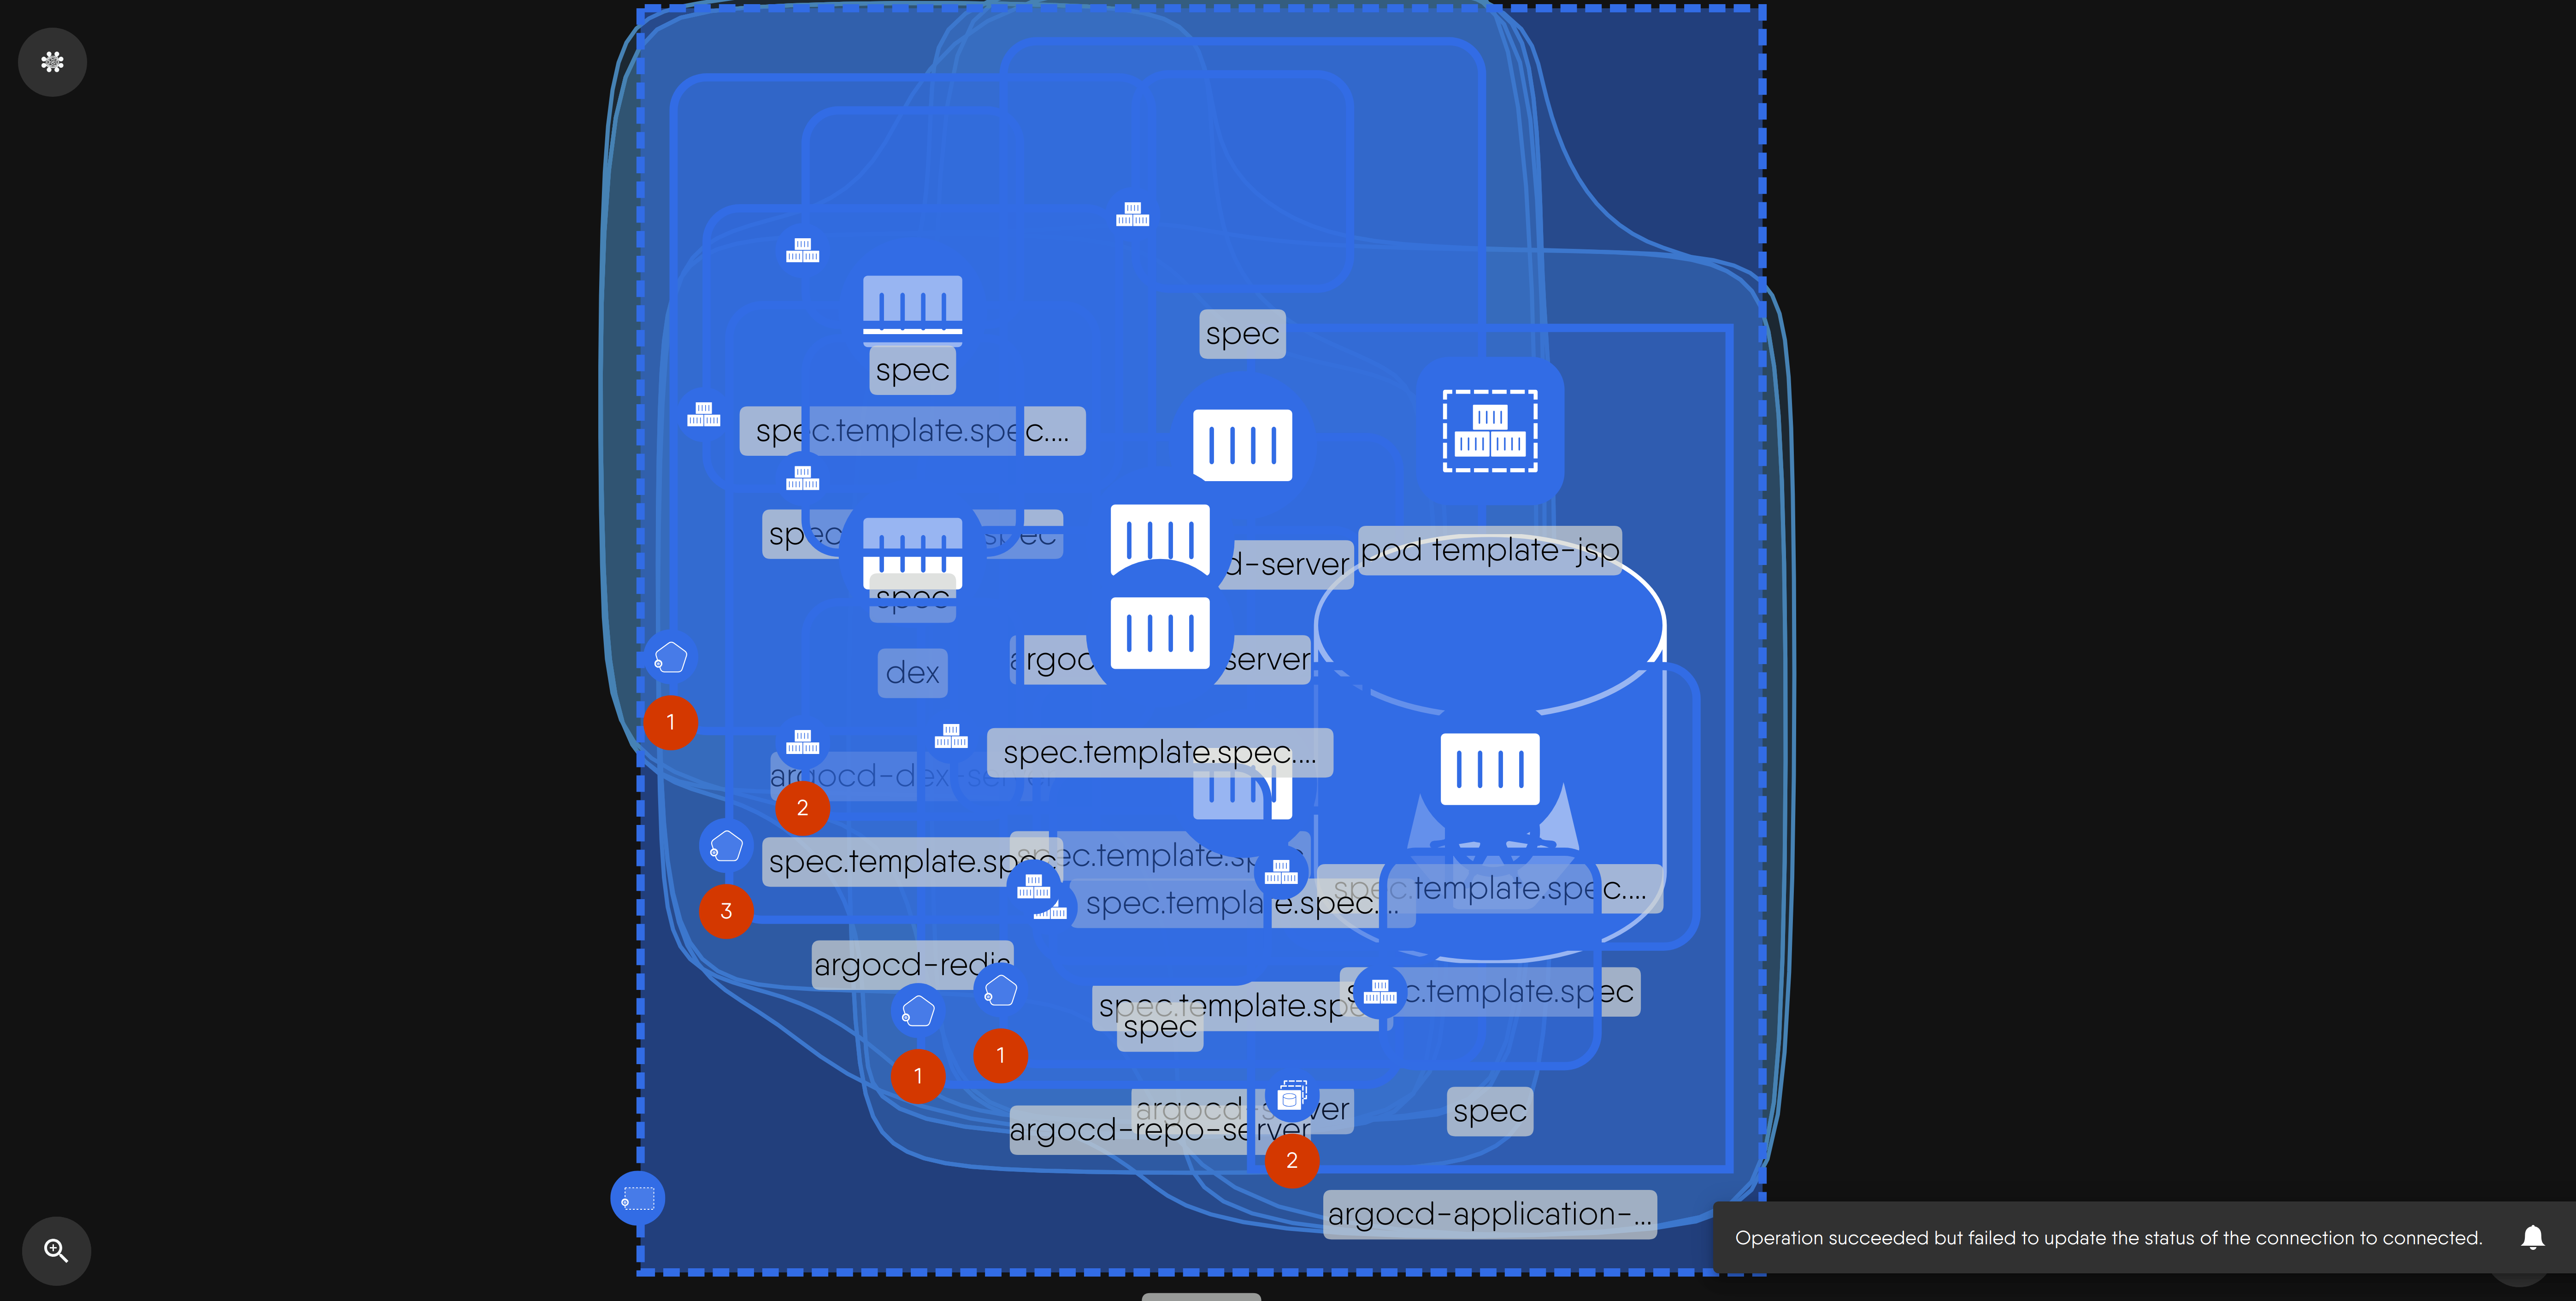 spec
spec
spec.template.spec....
spec spec
d-server
pod template-jsp
spec
argoc server
dex
spec.template.spec....
argocd-dex-server
1
2
spec.template.spec
spec.template.spec
spec.template.spec....
spec.template.spec....
3
argocd-redis
spec.template.spec
spec.template.spec
spec
1
1
argocd-server
spec
argocd-repo-server
2
argocd-application-...
Operation succeeded but failed to update the status of the connection to connected.